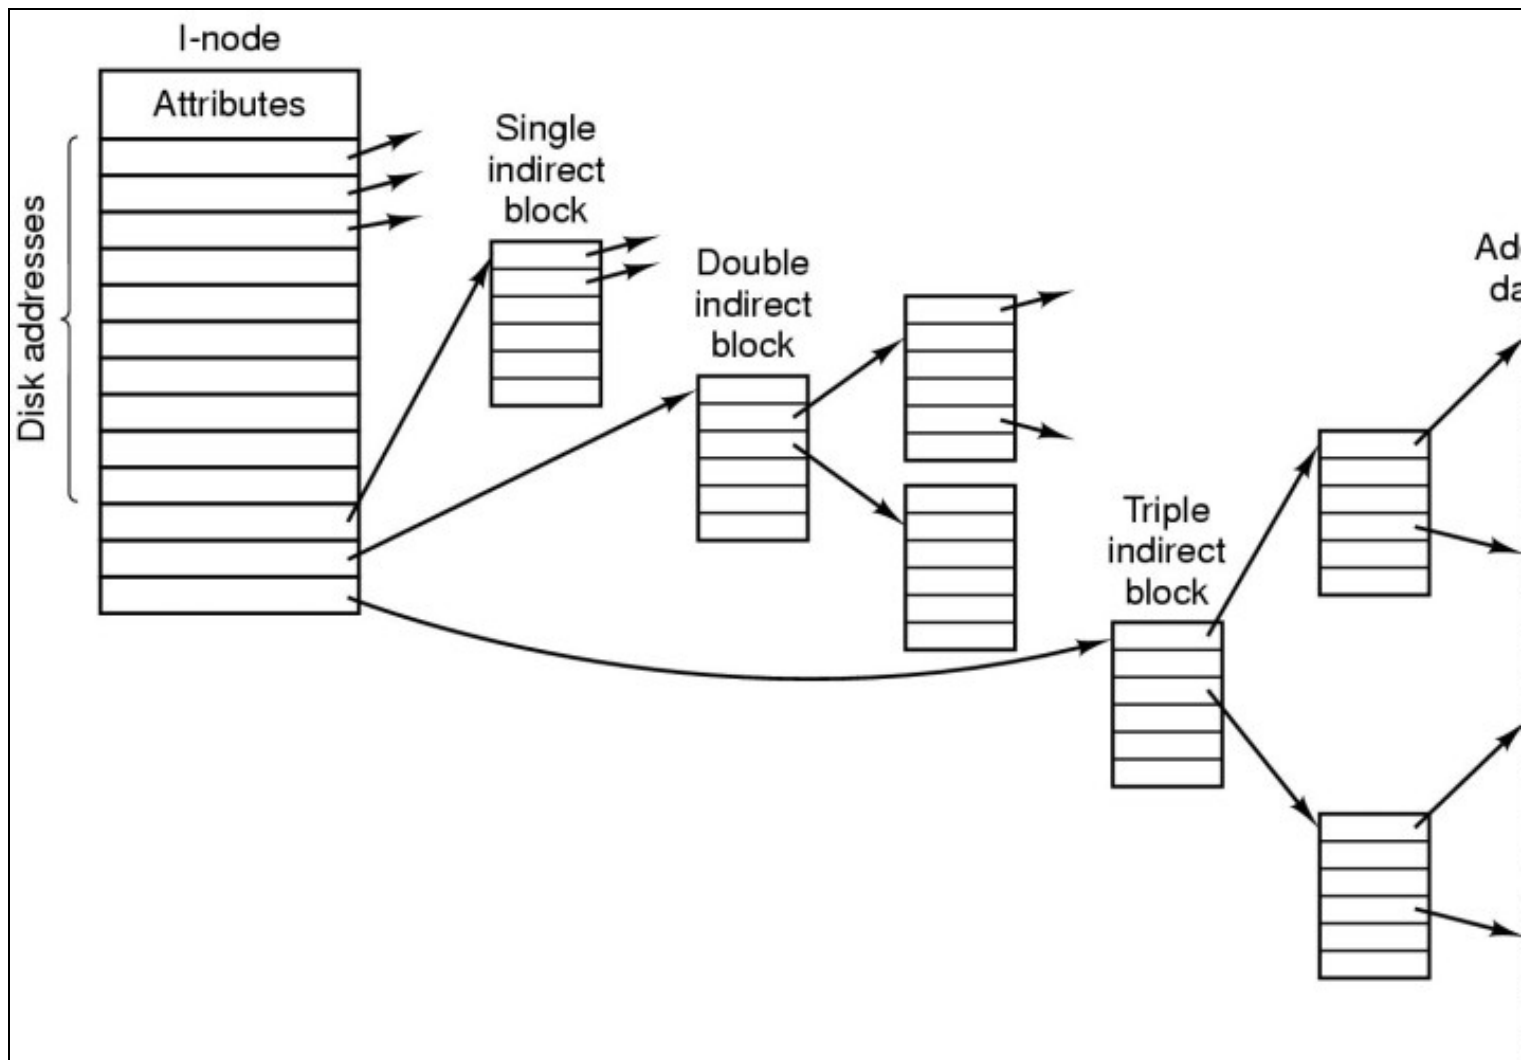 I-node
Attributes
Disk addresses
Single
indirect
block
Double
indirect
block
Triple
indirect
block